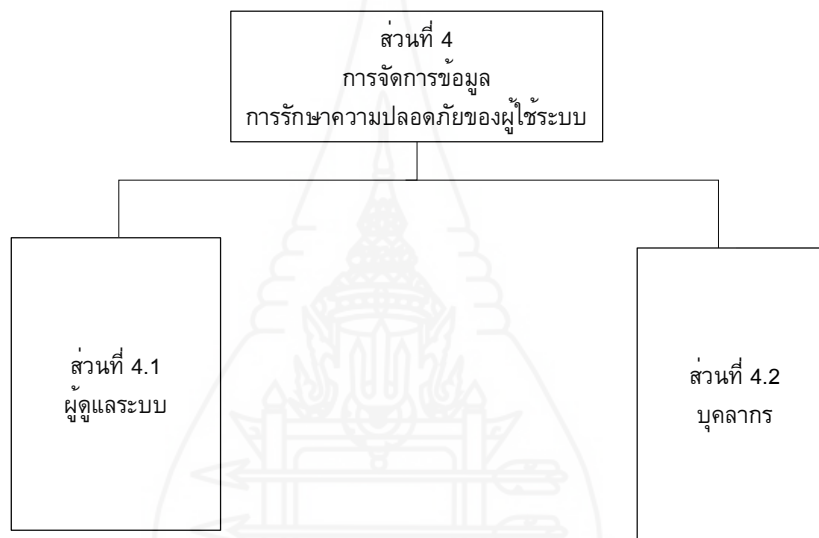 ส่วนที่ 4
การจัดการข้อมูล
การรักษาความปลอดภัยของผู้ใช้ระบบ
ส่วนที่ 4.1
ผู้ดูแลระบบ
ส่วนที่ 4.2
บุคลากร